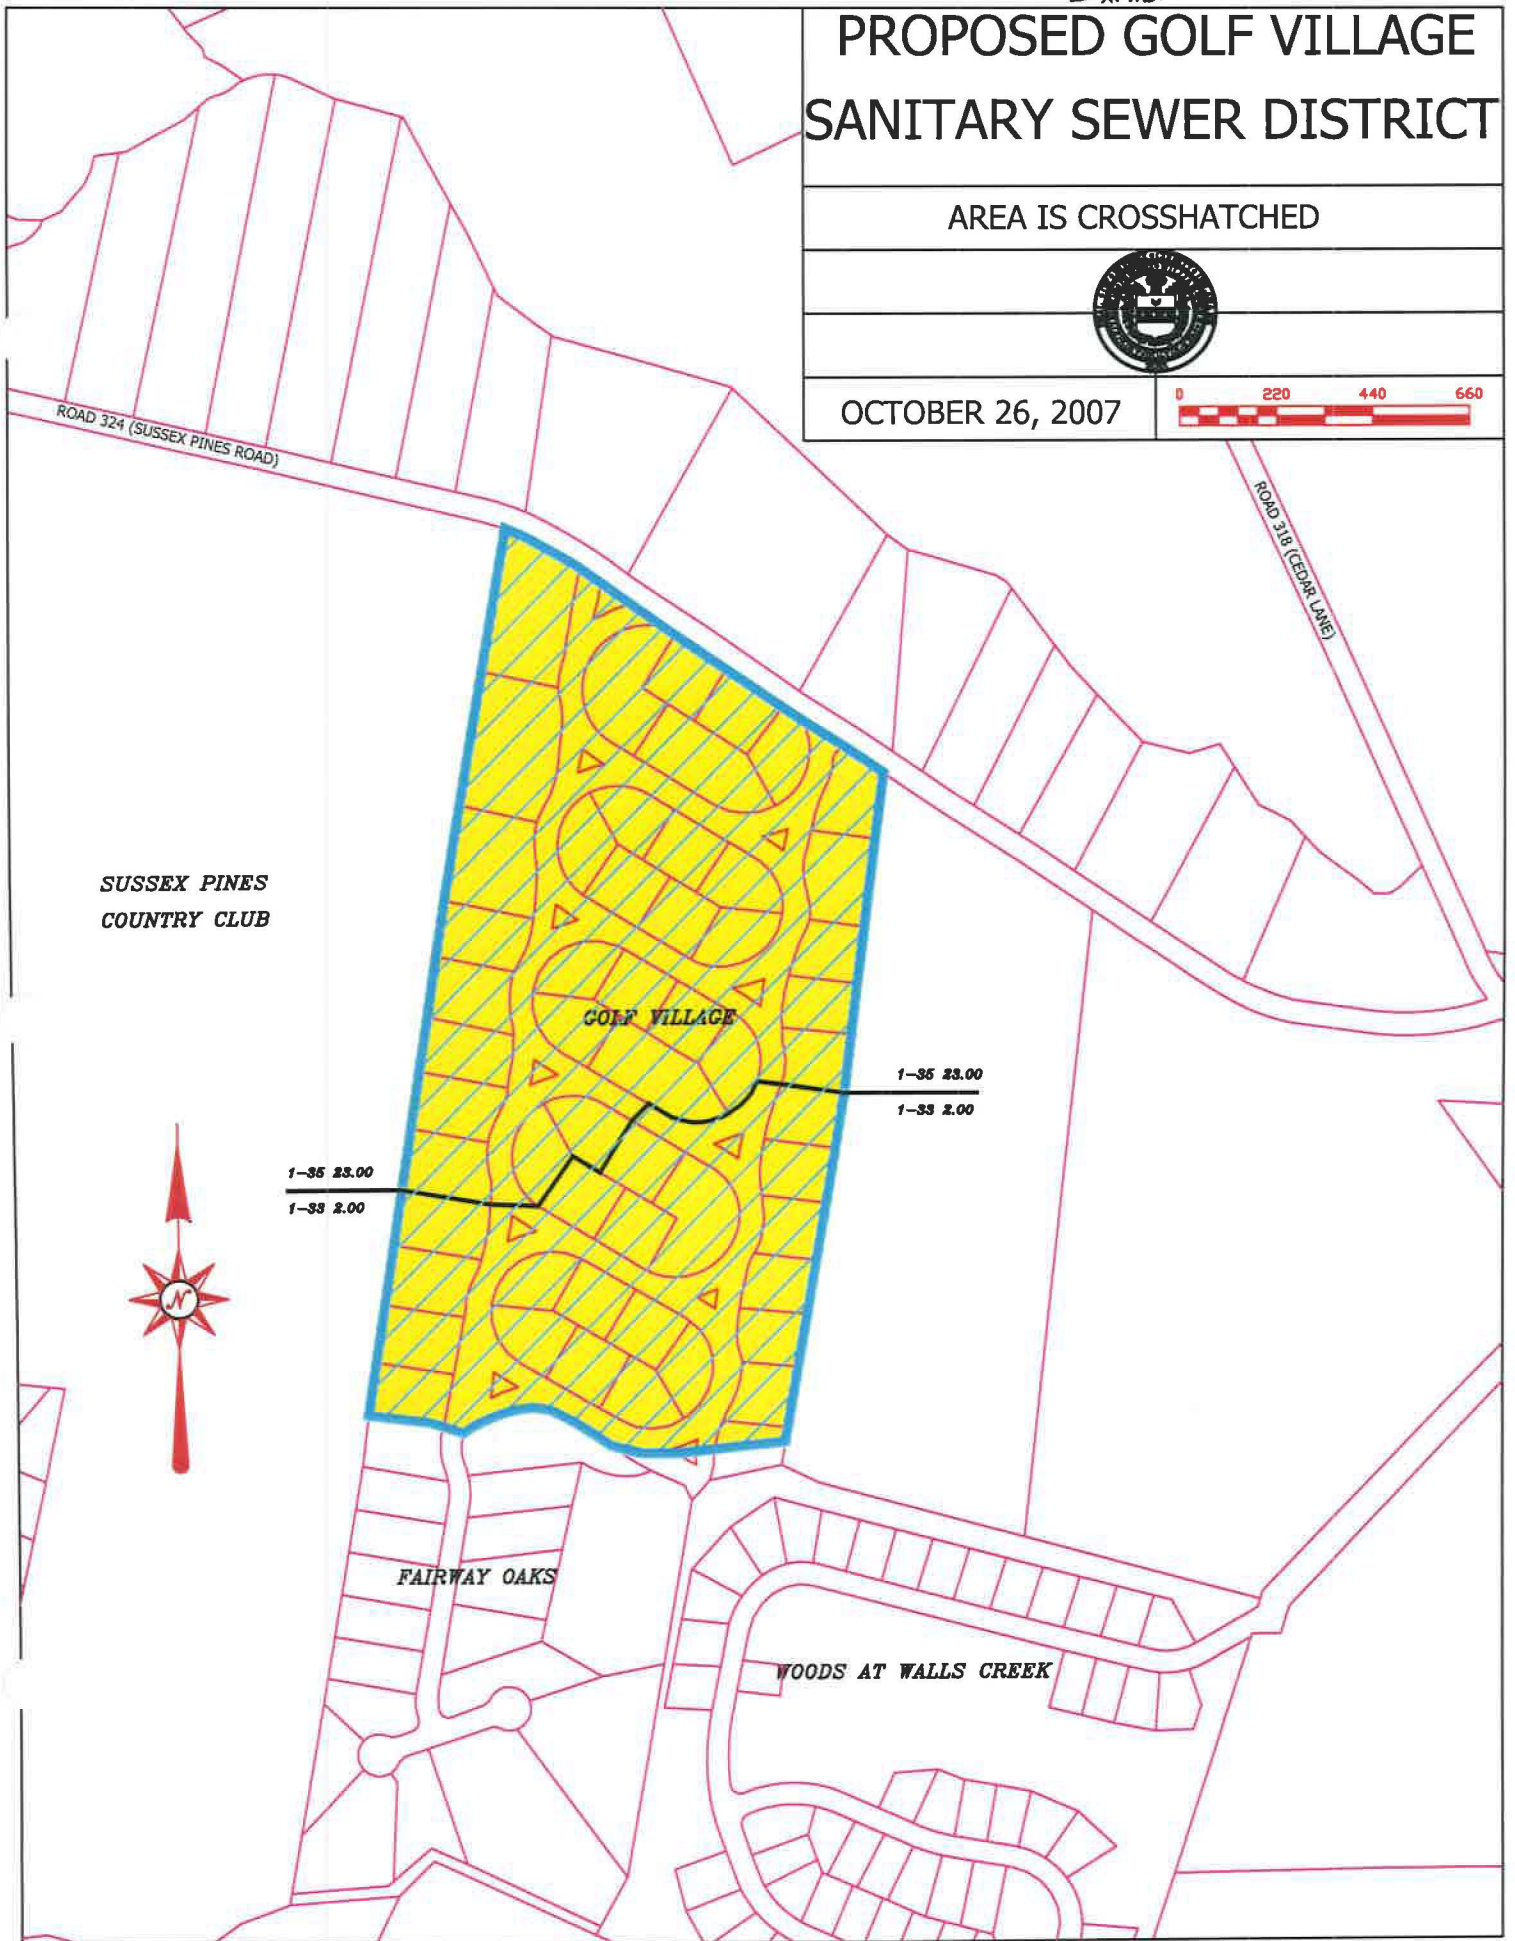 PROPOSED GOLF VILLAGE
SANITARY SEWER DISTRICT
AREA IS CROSSHATCHED
OCTOBER 26, 2007
0 220 440 660
ROAD 324 (SUSSEX PINES ROAD)
ROAD 318 (CEDAR LANE)
SUSSEX PINES
COUNTRY CLUB
GOLF VILLAGE
1-35 23.00
1-33 2.00
1-35 23.00
1-33 2.00
N
FAIRWAY OAKS
WOODS AT WALLS CREEK